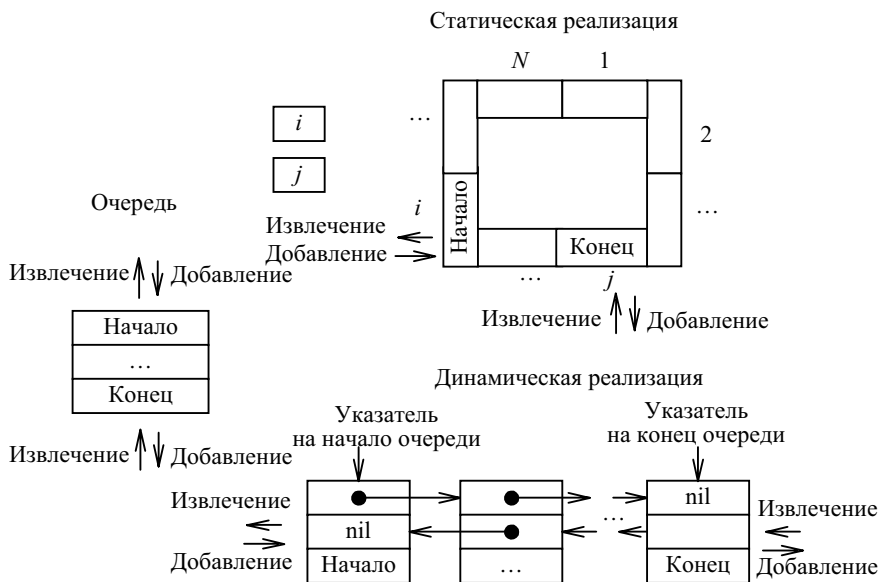 Статическая реализация
N 1
i
…
j
2
Очередь
i
Начало
…
Извлечение
Добавление
Конец
… j
Извлечение Добавление
Извлечение Добавление
Начало
…
Конец
Извлечение Добавление
Динамическая реализация
Указатель
на начало очереди
Указатель
на конец очереди
Извлечение
nil
Извлечение
nil
…
Добавление
Начало
…
Конец
Добавление